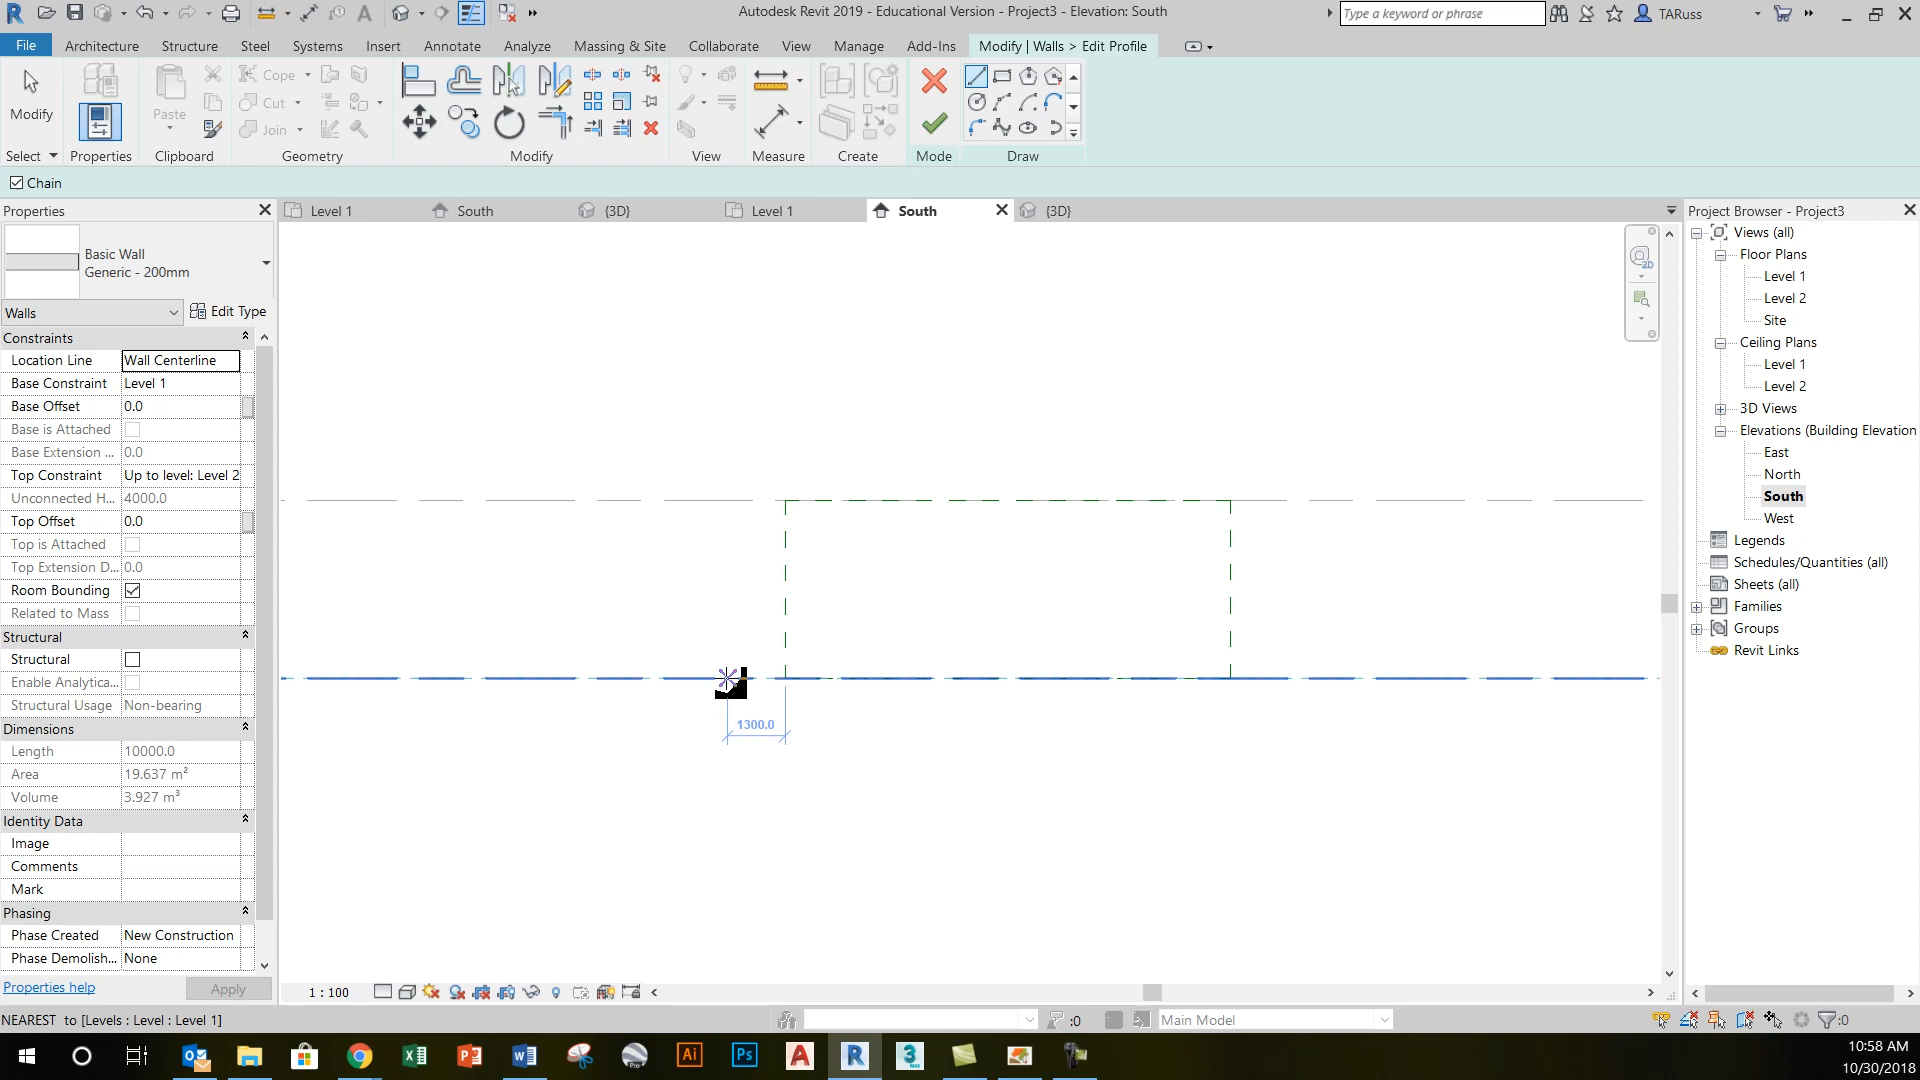 Autodesk Revit 2019 - Educational Version - Project3 - Elevation: South
Type a keyword or phrase
TARuss
File
Architecture
Structure
Steel
Systems
Insert
Annotate
Analyze
Massing & Site
Collaborate
View
Manage
Add-Ins
Modify | Walls > Edit Profile
Modify
Paste
Cope
Cut
Join
Select
Properties
Clipboard
Geometry
Modify
View
Measure
Create
Mode
Draw
Chain
Properties
Level 1
South
{3D}
Level 1
South
{3D}
Project Browser - Project3
Basic Wall
Generic - 200mm
Walls
Edit Type
Constraints
Location Line Wall Centerline
Base Constraint Level 1
Base Offset 0.0
Base is Attached
Base Extension ... 0.0
Top Constraint Up to level: Level 2
Unconnected H... 4000.0
Top Offset 0.0
Top is Attached
Top Extension D... 0.0
Room Bounding
Related to Mass
Structural
Structural
Enable Analytica...
Structural Usage Non-bearing
Dimensions
Length 10000.0
Area 19.637 m²
Volume 3.927 m³
Identity Data
Image
Comments
Mark
Phasing
Phase Created New Construction
Phase Demolish... None
Properties help
Apply
1300.0
2D
Views (all)
Floor Plans
Level 1
Level 2
Site
Ceiling Plans
Level 1
Level 2
3D Views
Elevations (Building Elevation
East
North
South
West
Legends
Schedules/Quantities (all)
Sheets (all)
Families
Groups
Revit Links
1 : 100
NEAREST to [Levels : Level : Level 1]
:0
Main Model
:0
10:58 AM
10/30/2018